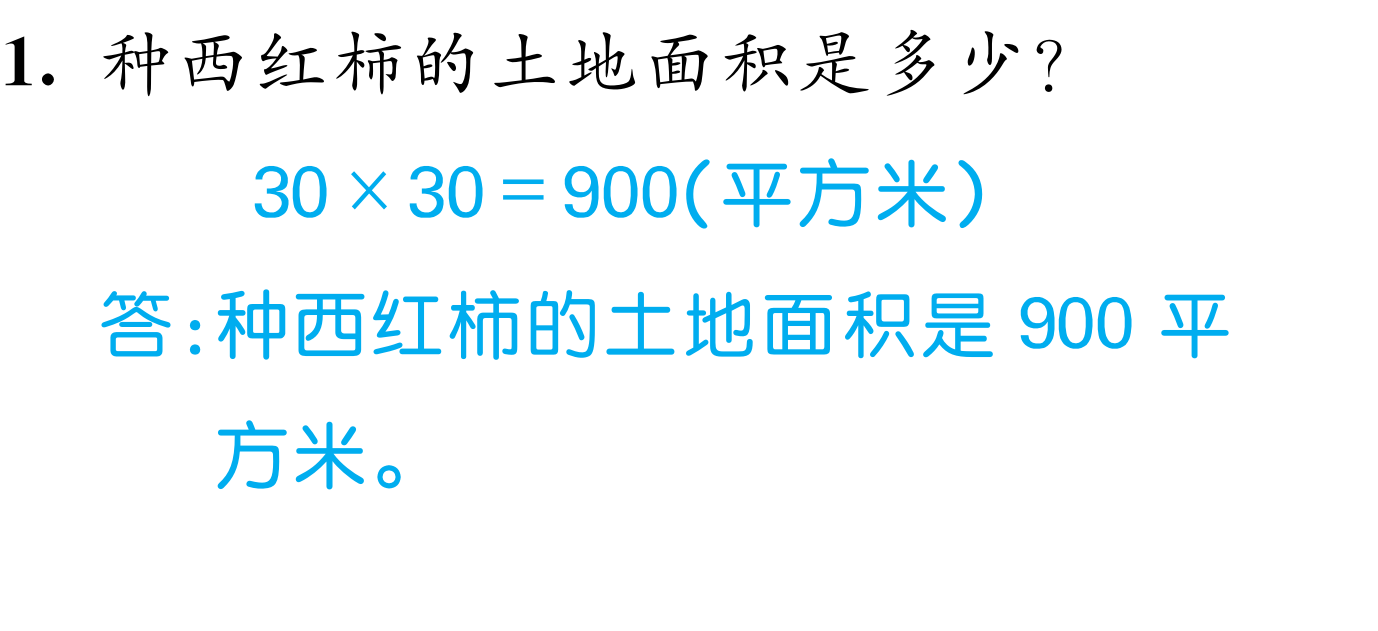 1. 种西红柿的土地面积是多少?
30×30=900(平方米)
答:种西红柿的土地面积是 900 平
方米。